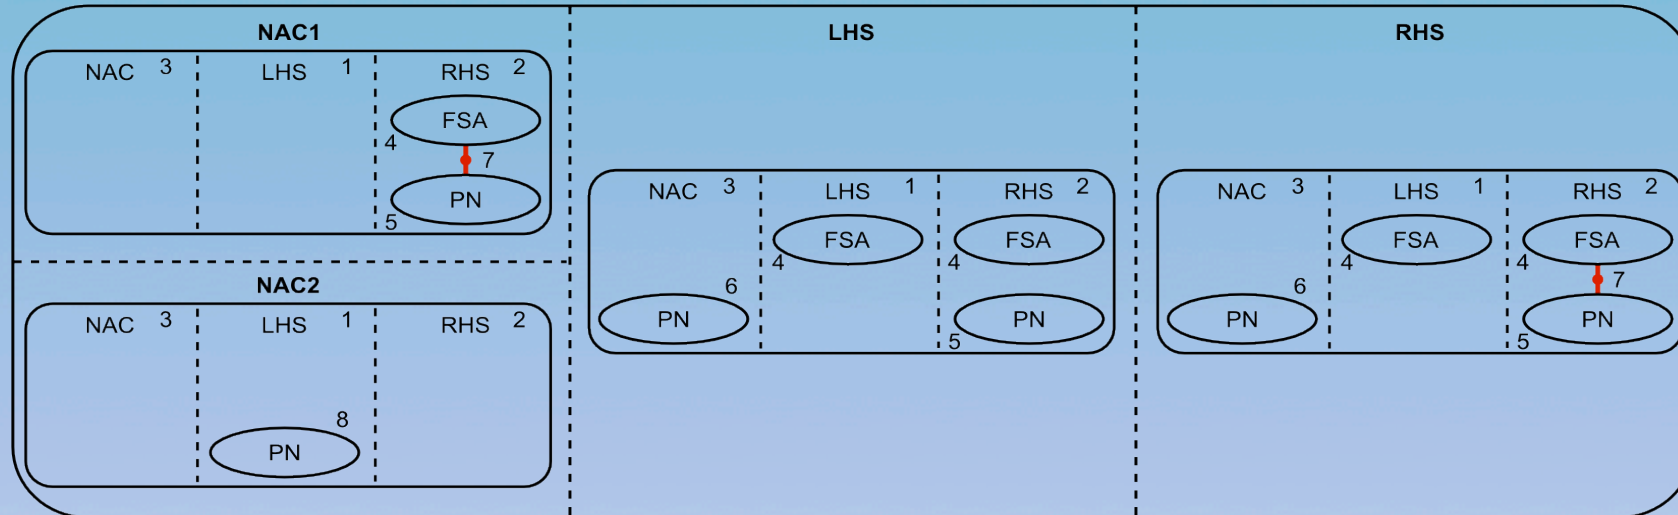 NAC1
NAC 3 LHS 1 RHS 2
FSA
4
7
PN
5
NAC2
NAC 3 LHS 1 RHS 2
8
PN
LHS
NAC 3 LHS 1 RHS 2
FSA FSA
4 4
6
PN PN
5
RHS
NAC 3 LHS 1 RHS 2
FSA FSA
4 4
6 7
PN PN
5